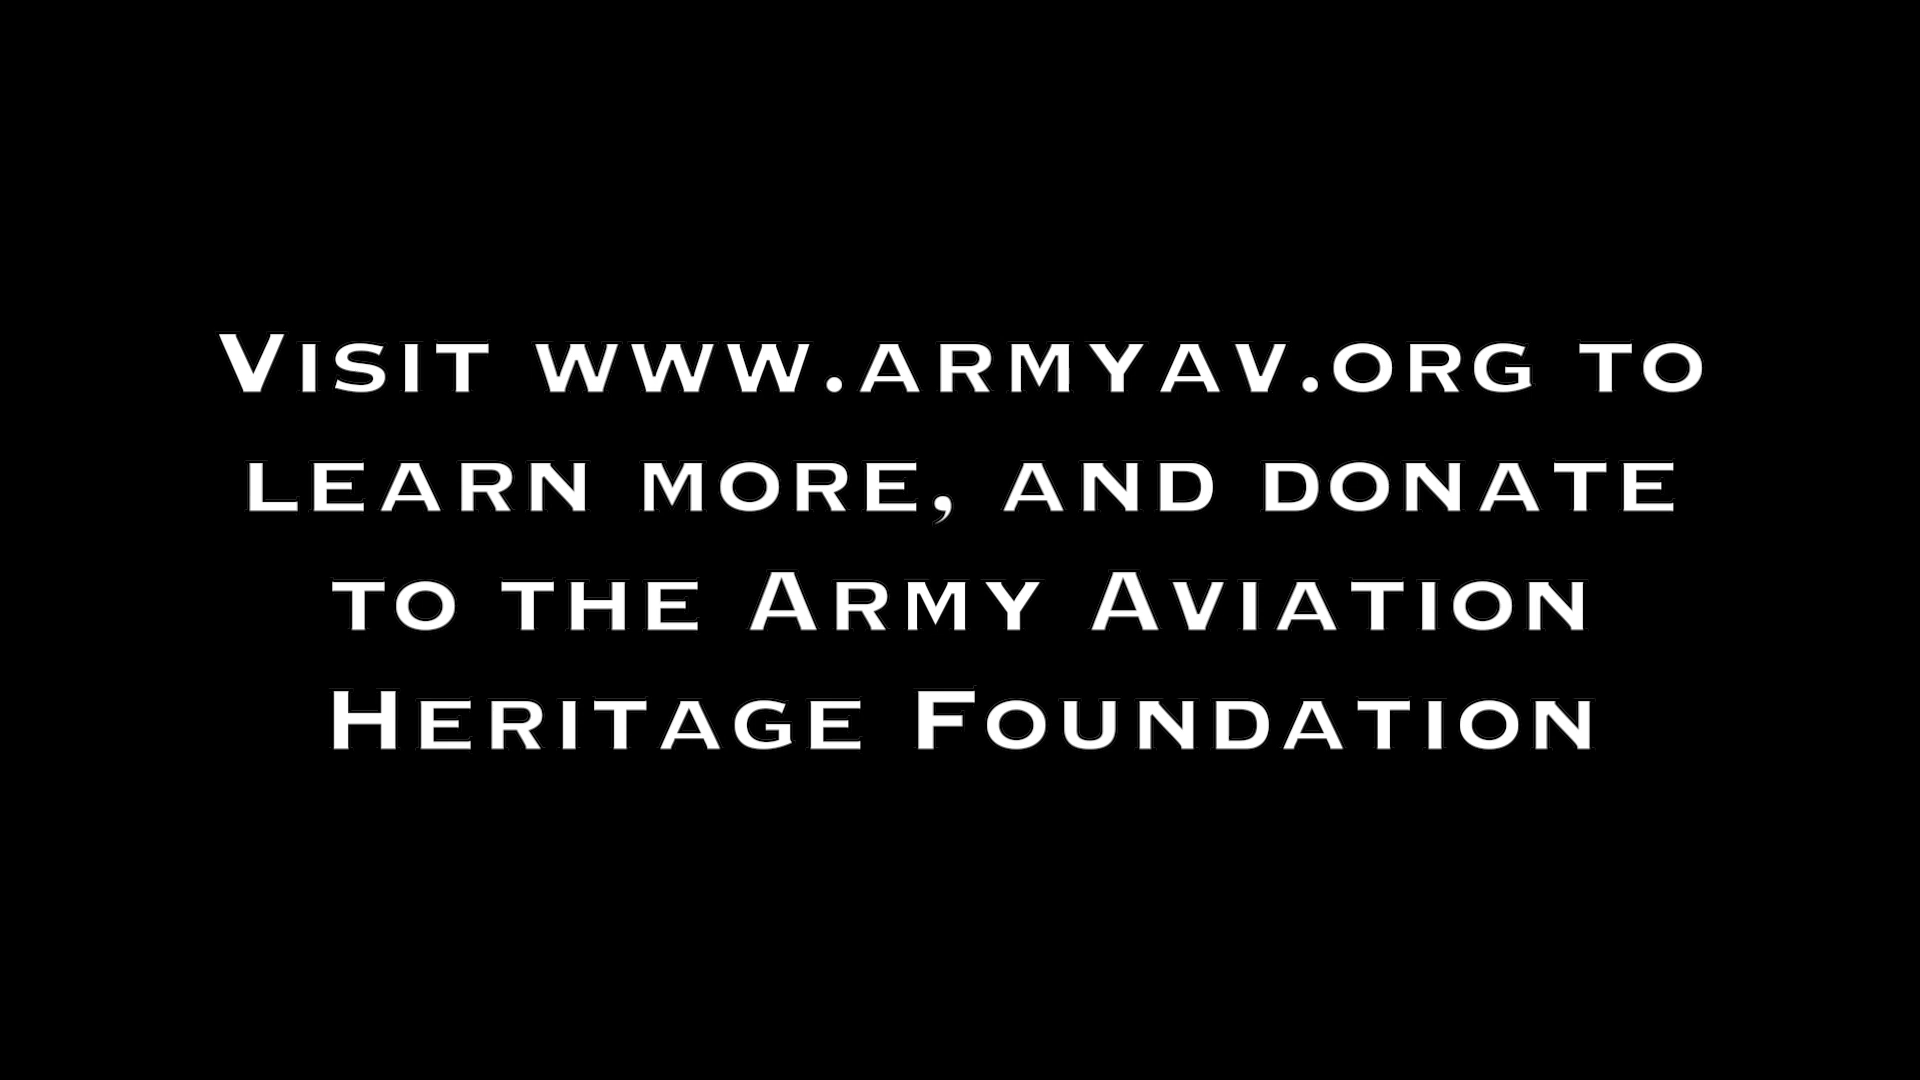 Visit www.armyav.org to
learn more, and donate
to the Army Aviation
Heritage Foundation